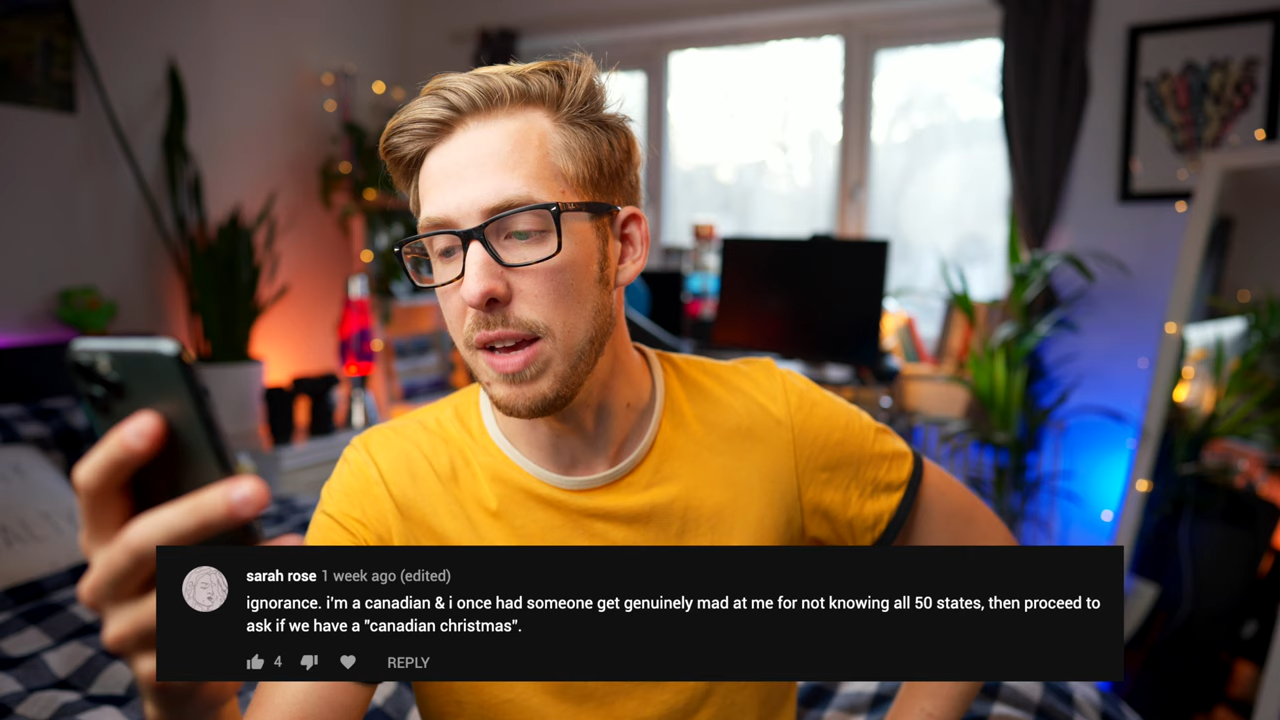 sarah rose 1 week ago (edited)
ignorance. i'm a canadian & i once had someone get genuinely mad at me for not knowing all 50 states, then proceed to
ask if we have a "canadian christmas".
4 REPLY